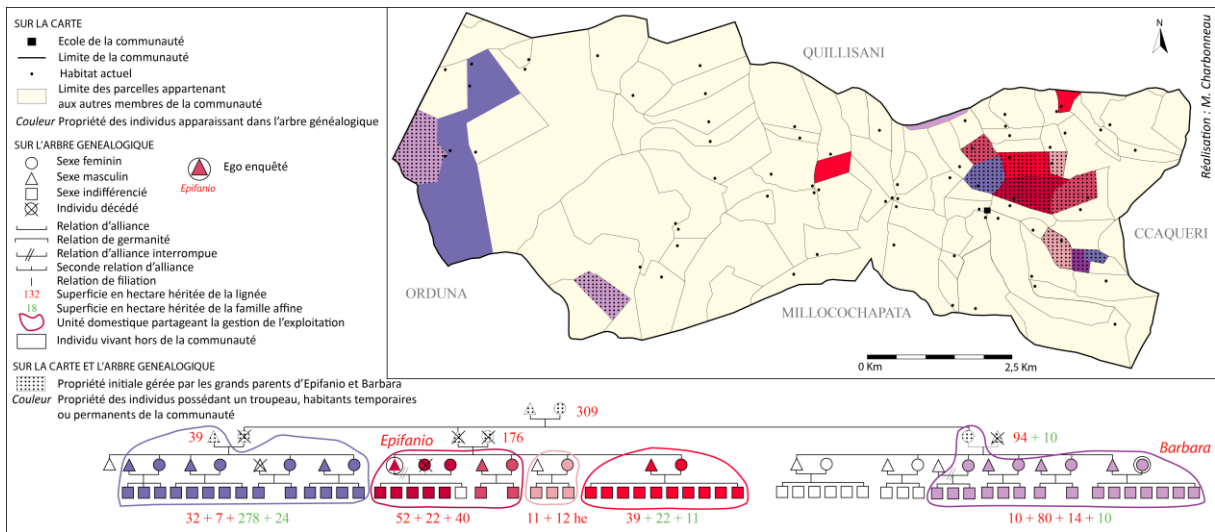 SUR LA CARTE
Ecole de la communauté
Limite de la communauté
Habitat actuel
Limite des parcelles appartenant
aux autres membres de la communauté
Couleur Propriété des individus apparaissant dans l'arbre généalogique
SUR L'ARBRE GENEALOGIQUE
Sexe feminin
Sexe masculin
Sexe indifférencié
Individu décédé
Ego enquêté
Epifanio
Relation d'alliance
Relation de germanité
Relation d'alliance interrompue
Seconde relation d'alliance
Relation de filiation
132 Superficie en hectare héritée de la lignée
18 Superficie en hectare héritée de la famille affine
Unité domestique partageant la gestion de l'exploitation
Individu vivant hors de la communauté
SUR LA CARTE ET L'ARBRE GENEALOGIQUE
Propriété initiale gérée par les grands parents d'Epifanio et Barbara
Couleur Propriété des individus possédant un troupeau, habitants temporaires
ou permanents de la communauté
QUILLISANI
N
Réalisation : M. Charbonneau
CCAQUERI
ORDUNA
MILLOCOCHAPATA
0 Km 2,5 Km
309
39
Epifanio
176
94 + 10
Barbara
32 + 7 + 278 + 24
52 + 22 + 40
11 + 12 he
39 + 22 + 11
10 + 80 + 14 + 10